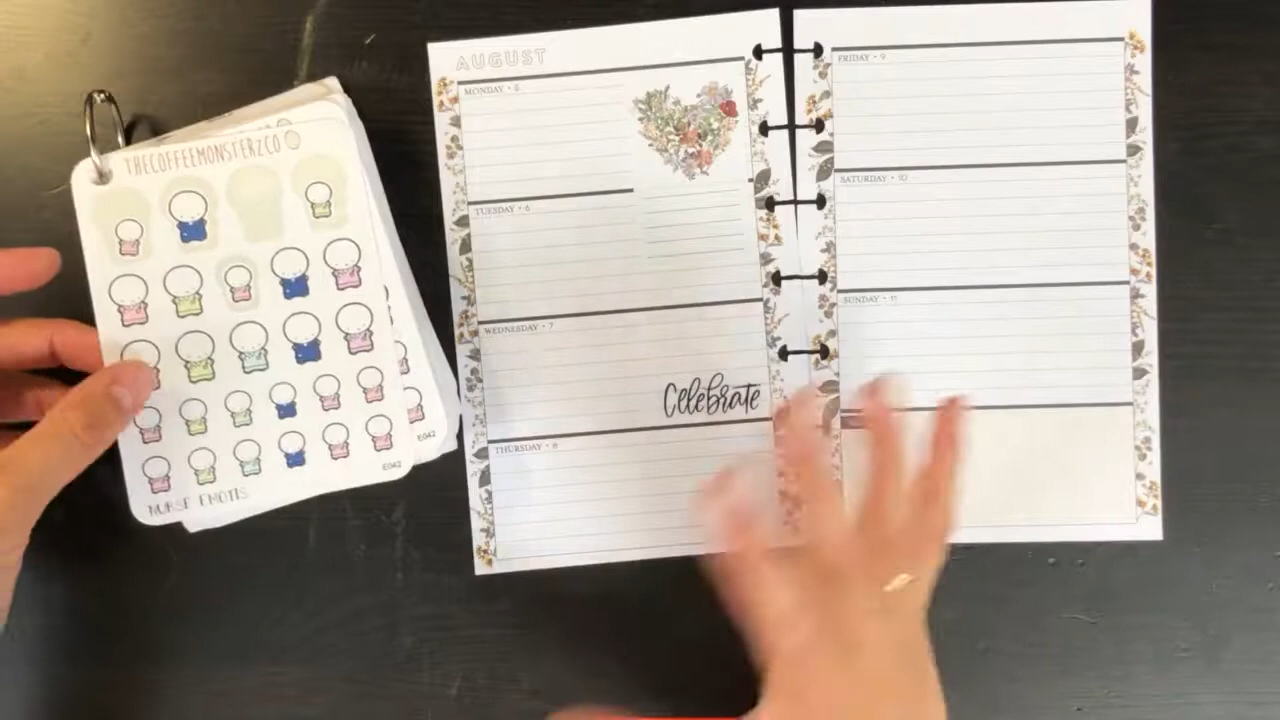 THECOFFEEMONSTERZCO
E042
E042
NURSE EMOTIS
AUGUST
MONDAY • 5
TUESDAY • 6
WEDNESDAY • 7
Celebrate
THURSDAY • 8
FRIDAY • 9
SATURDAY • 10
SUNDAY • 11